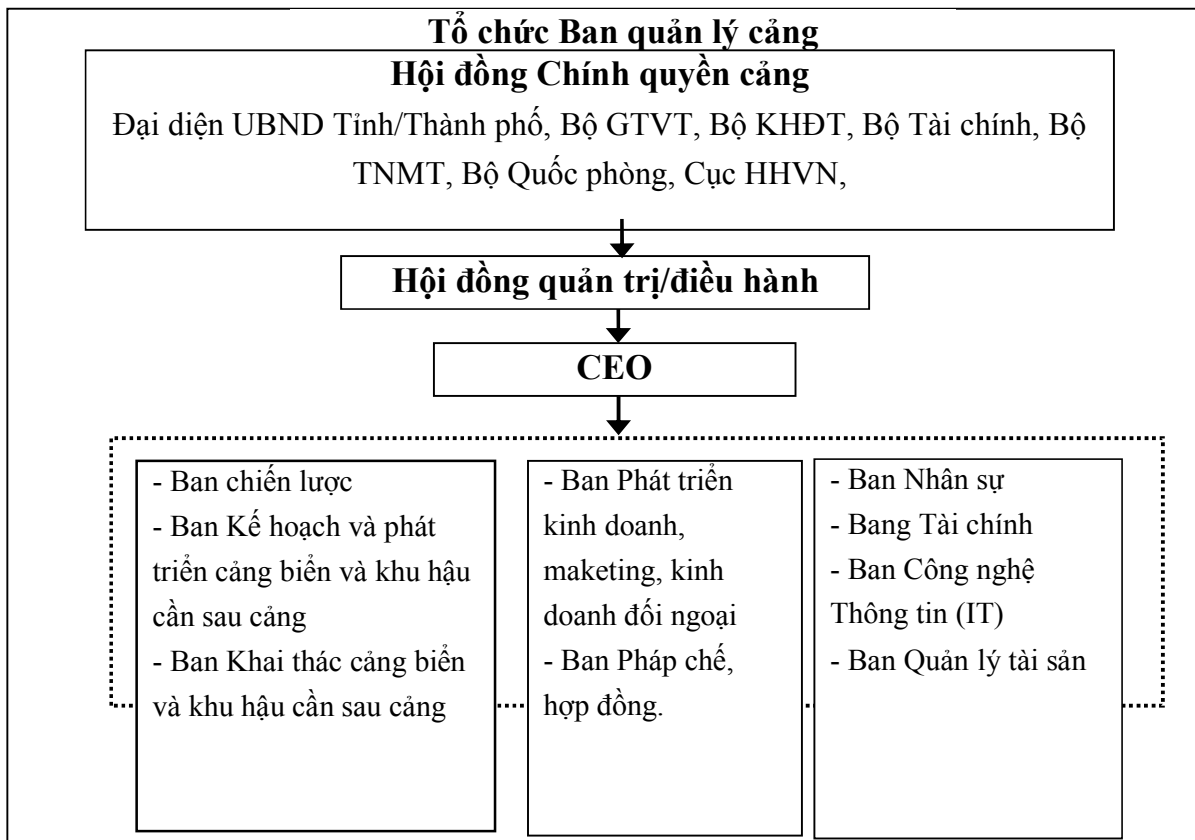 Tổ chức Ban quản lý cảng
Hội đồng Chính quyền cảng
Đại diện UBND Tỉnh/Thành phố, Bộ GTVT, Bộ KHĐT, Bộ Tài chính, Bộ
TNMT, Bộ Quốc phòng, Cục HHVN,
Hội đồng quản trị/điều hành
CEO
- Ban chiến lược
- Ban Kế hoạch và phát
triển cảng biển và khu hậu
cần sau cảng
- Ban Khai thác cảng biển
và khu hậu cần sau cảng
- Ban Phát triển
kinh doanh,
maketing, kinh
doanh đối ngoại
- Ban Pháp chế,
hợp đồng.
- Ban Nhân sự
- Bang Tài chính
- Ban Công nghệ
Thông tin (IT)
- Ban Quản lý tài sản